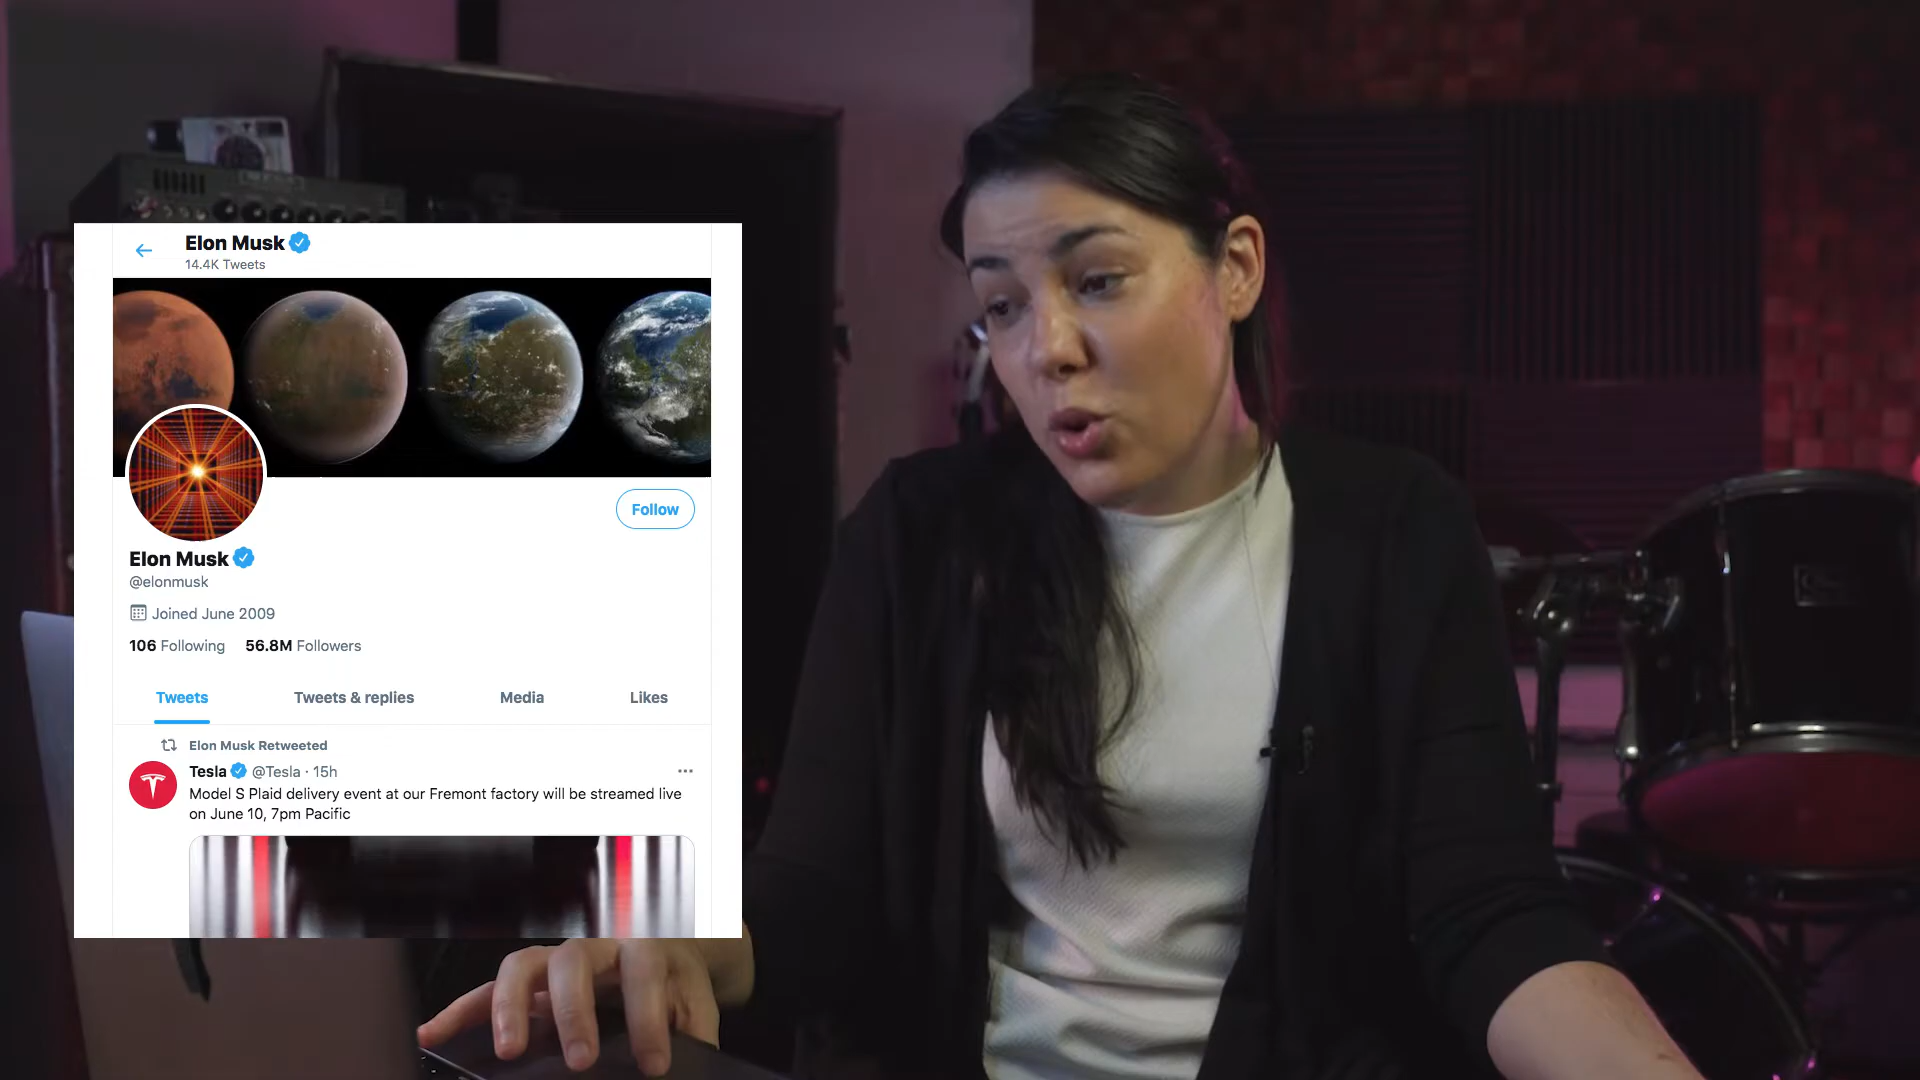 Elon Musk
14.4K Tweets
Follow
Elon Musk
@elonmusk
Joined June 2009
106 Following 56.8M Followers
Tweets Tweets & replies Media Likes
Elon Musk Retweeted
Tesla @Tesla · 15h
Model S Plaid delivery event at our Fremont factory will be streamed live
on June 10, 7pm Pacific